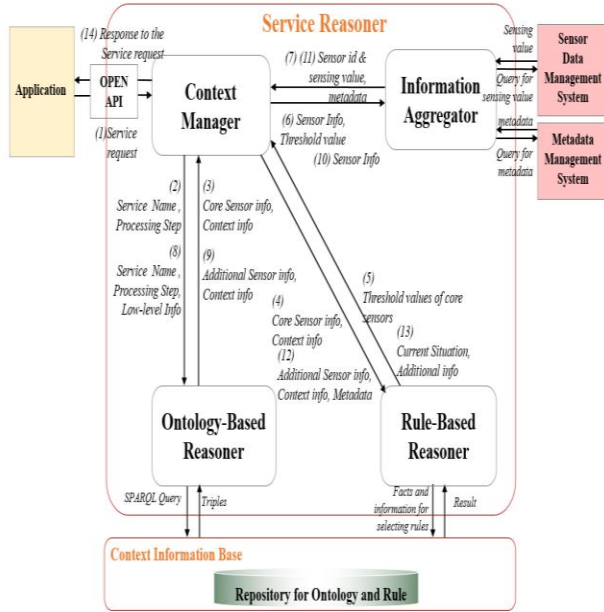 Service Reasoner
(14) Response to the
Service request
Application
OPEN
API
(1)Service
request
Context
Manager
(7) (11) Sensor id &
sensing value,
metadata
(6) Sensor Info,
Threshold value
(10) Sensor Info
Information
Aggregator
Sensing
value
Query for
sensing value
metadata
Query for
metadata
Sensor
Data
Management
System
Metadata
Management
System
(2)
Service Name ,
Processing Step
(8)
Service Name ,
Processing Step,
Low-level Info
(3)
Core Sensor info,
Context info
(9)
Additional Sensor info,
Context info
(4)
Core Sensor info,
Context info
(12)
Additional Sensor info,
Context info, Metadata
(5)
Threshold values of core
sensors
(13)
Current Situation,
Additional info
Ontology-Based
Reasoner
Rule-Based
Reasoner
SPARQL Query
Triples
Facts and
information for
selecting rules
Result
Context Information Base
Repository for Ontology and Rule